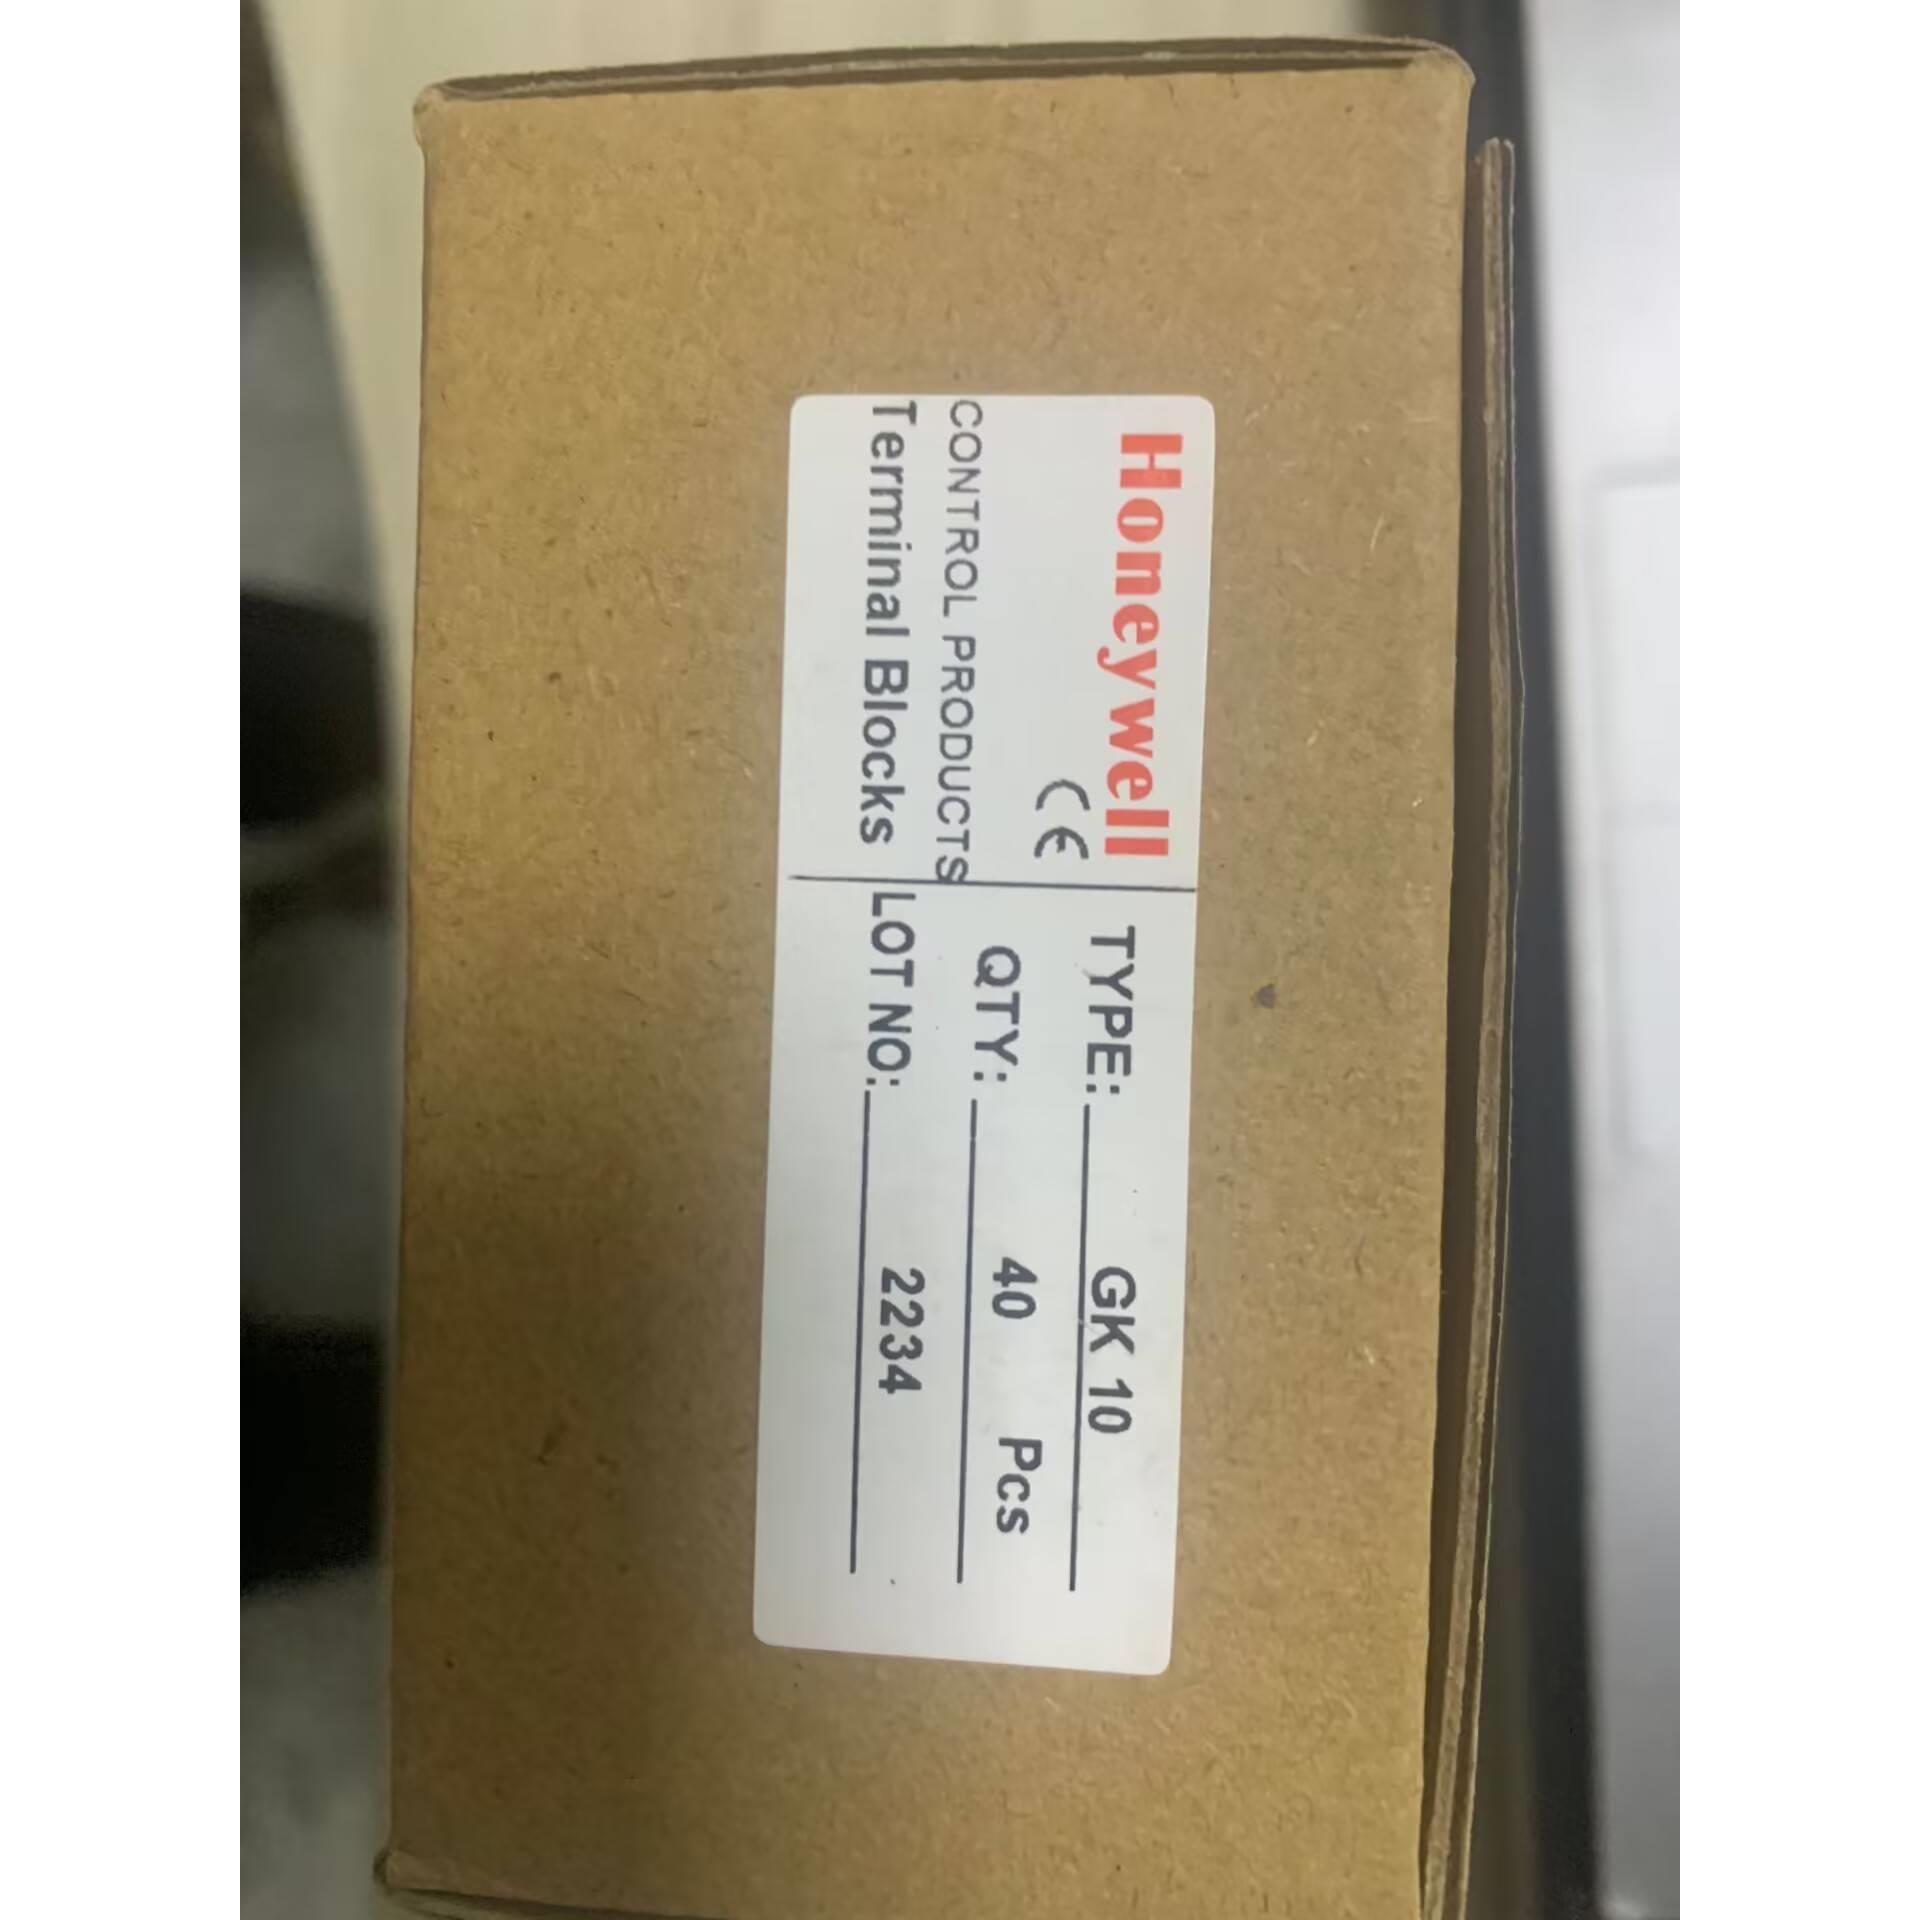 Honeywell
CE
CONTROL PRODUCTS
Terminal Blocks
TYPE: GK 10
QTY: 40 Pcs
LOT NO: 2234